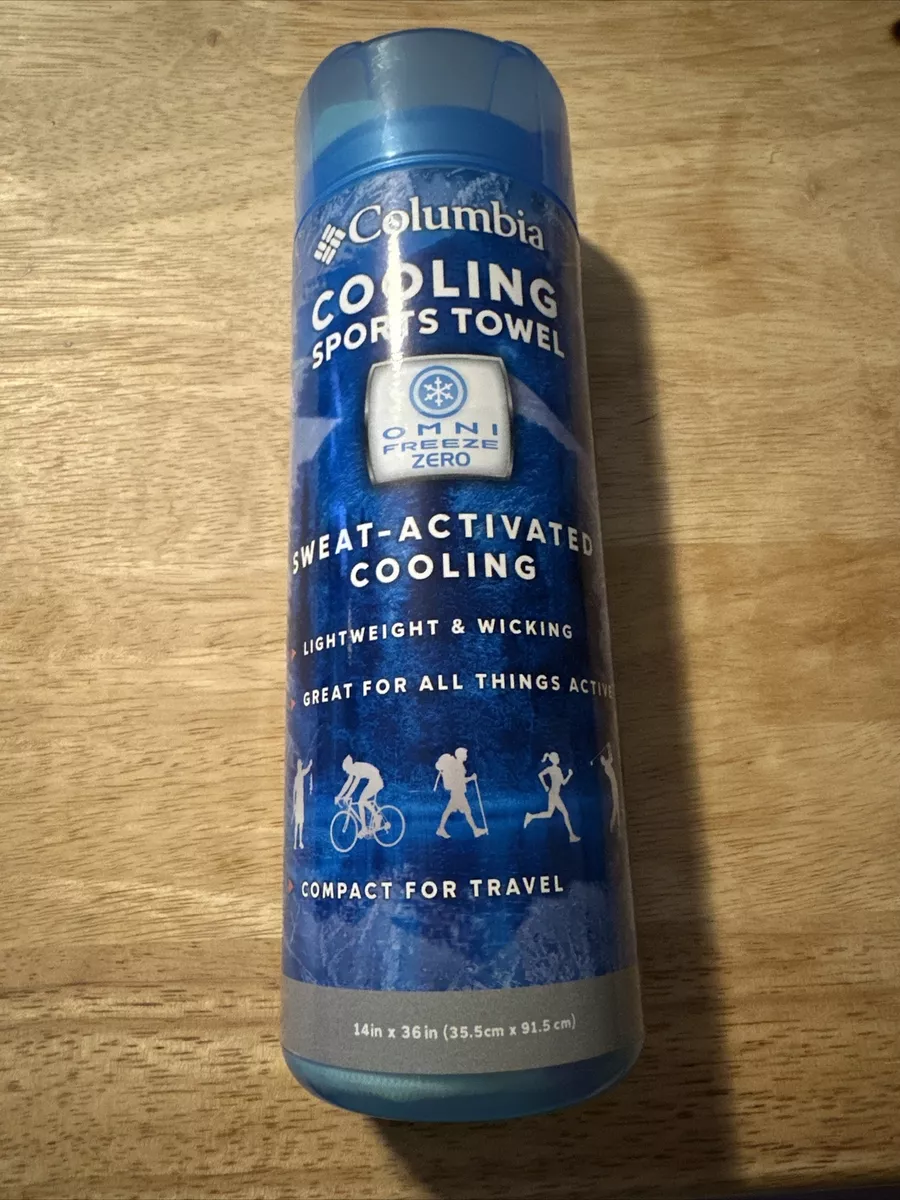 Columbia
COOLING
SPORTS TOWEL
OMNI
FREEZE
ZERO
SWEAT-ACTIVATED
COOLING
LIGHTWEIGHT & WICKING
GREAT FOR ALL THINGS ACTIVE
COMPACT FOR TRAVEL
14in x 36in (35.5cm x 91.5cm)